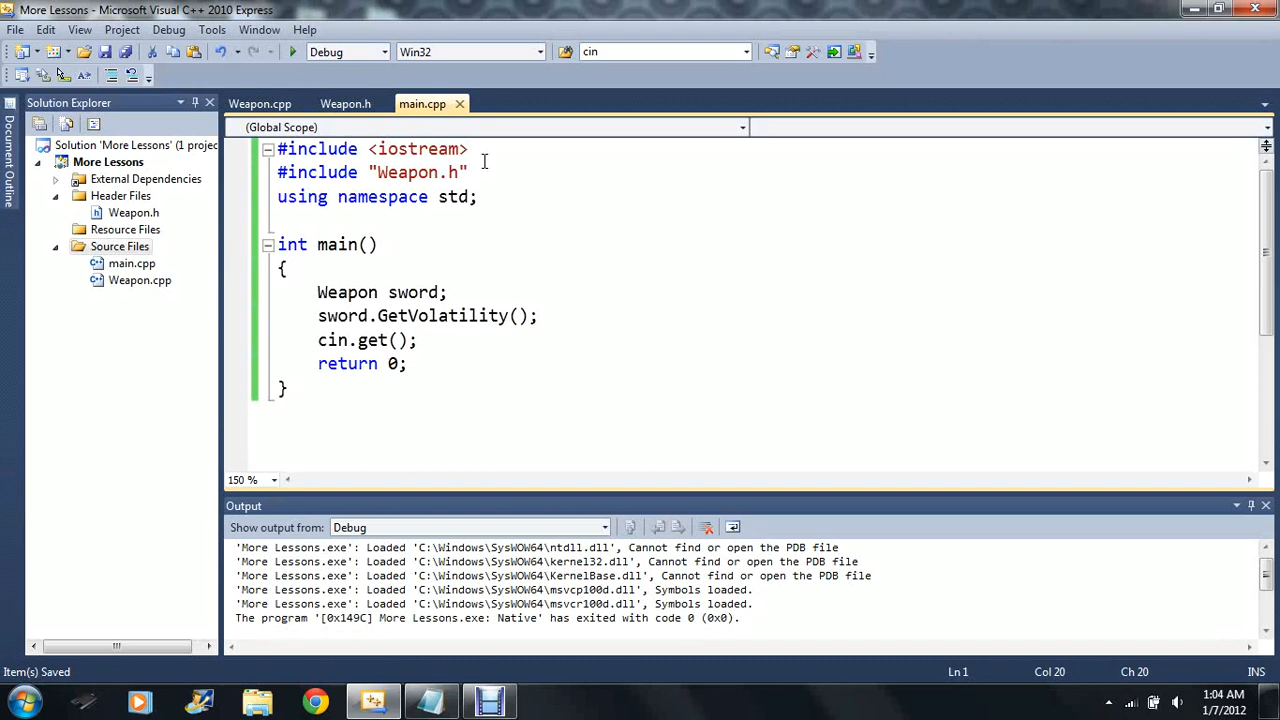 More Lessons - Microsoft Visual C++ 2010 Express
File Edit View Project Debug Tools Window Help
Debug Win32 cin
Solution Explorer
Weapon.cpp Weapon.h main.cpp
Document Outline
(Global Scope)
Solution 'More Lessons' (1 projec
More Lessons
External Dependencies
Header Files
Weapon.h
Resource Files
Source Files
main.cpp
Weapon.cpp
#include <iostream>
#include "Weapon.h"
using namespace std;
int main()
{
Weapon sword;
sword.GetVolatility();
cin.get();
return 0;
}
150 %
Output
Show output from: Debug
'More Lessons.exe': Loaded 'C:\Windows\SysWOW64\ntdll.dll', Cannot find or open the PDB file
'More Lessons.exe': Loaded 'C:\Windows\SysWOW64\kernel32.dll', Cannot find or open the PDB file
'More Lessons.exe': Loaded 'C:\Windows\SysWOW64\KernelBase.dll', Cannot find or open the PDB file
'More Lessons.exe': Loaded 'C:\Windows\SysWOW64\msvcp100d.dll', Symbols loaded.
'More Lessons.exe': Loaded 'C:\Windows\SysWOW64\msvcr100d.dll', Symbols loaded.
The program '[0x149C] More Lessons.exe: Native' has exited with code 0 (0x0).
Item(s) Saved Ln 1 Col 20 Ch 20 INS
1:04 AM
1/7/2012